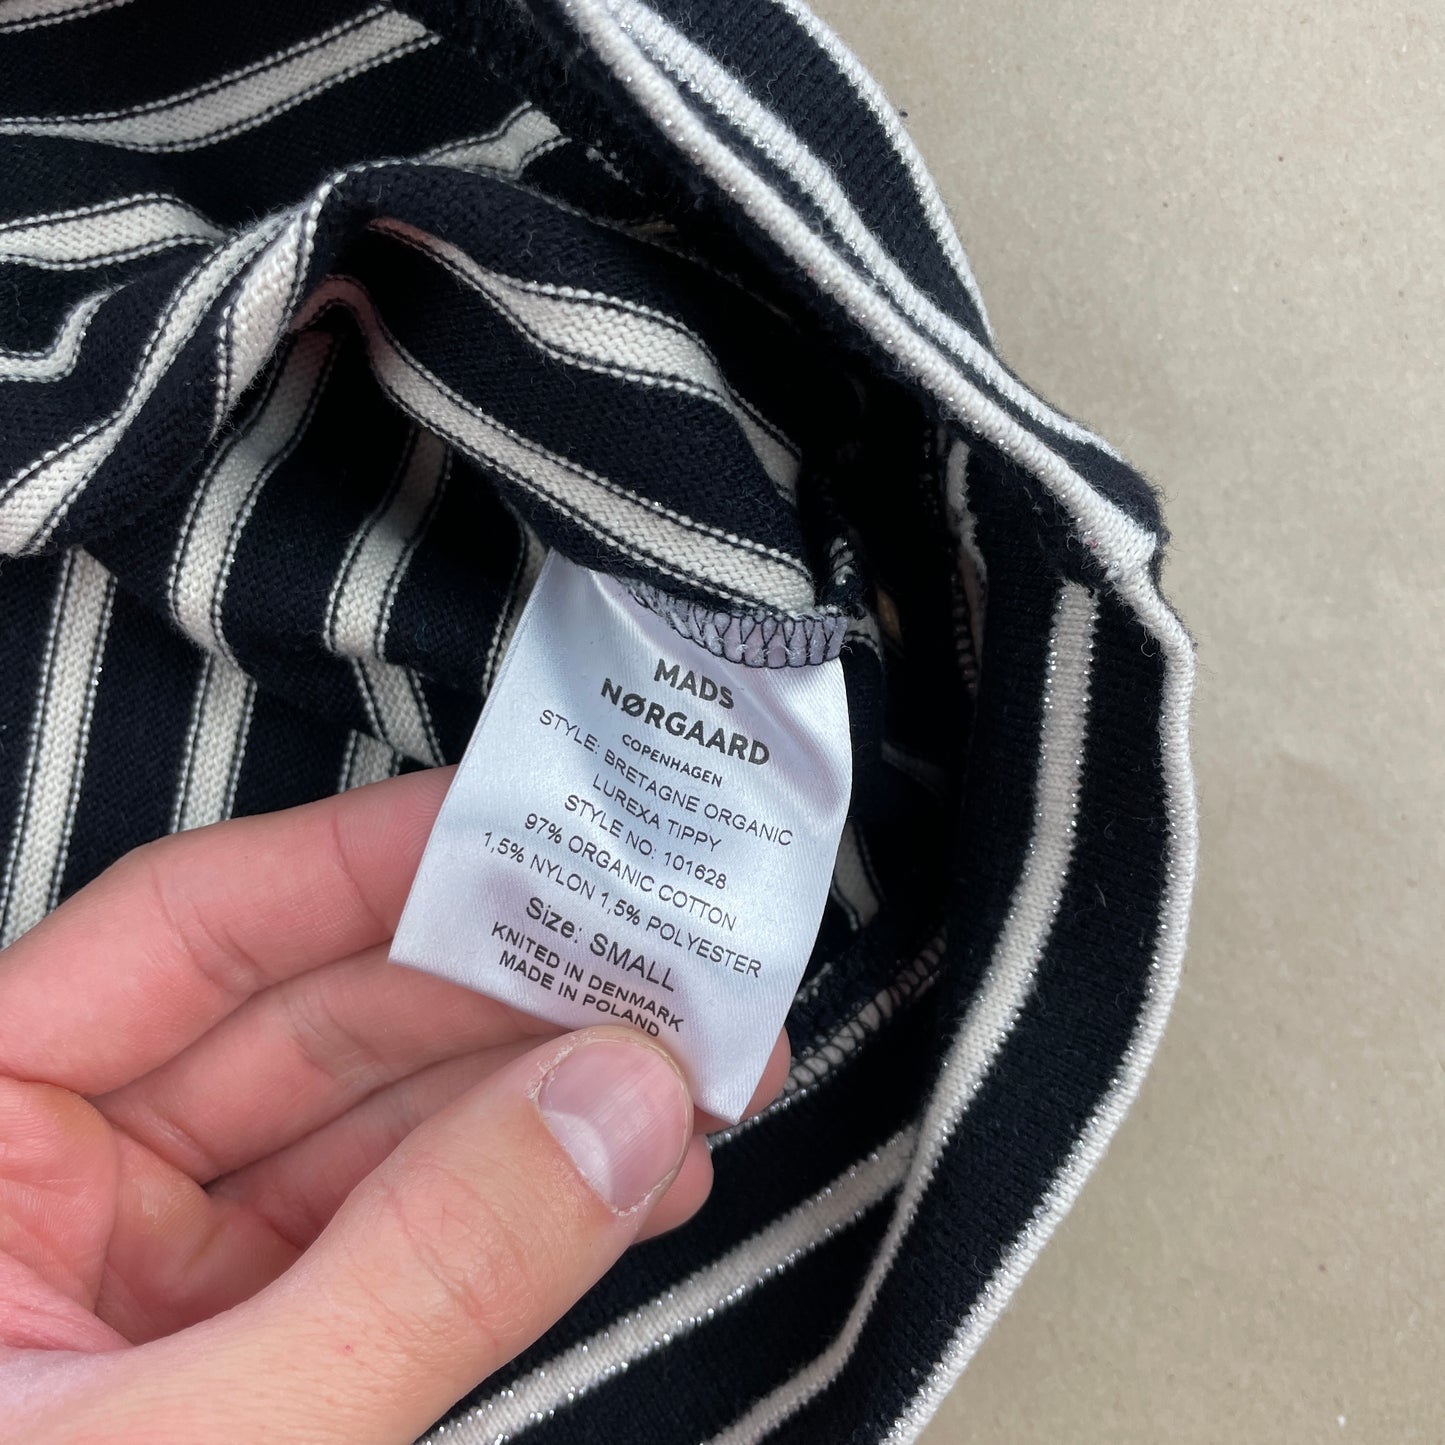 MADS
NØRGAARD
COPENHAGEN
STYLE: BRETAGNE ORGANIC
LUREXA TIPPY
STYLE NO: 101628
97% ORGANIC COTTON
1,5% NYLON 1,5% POLYESTER
Size: SMALL
KNITED IN DENMARK
MADE IN POLAND